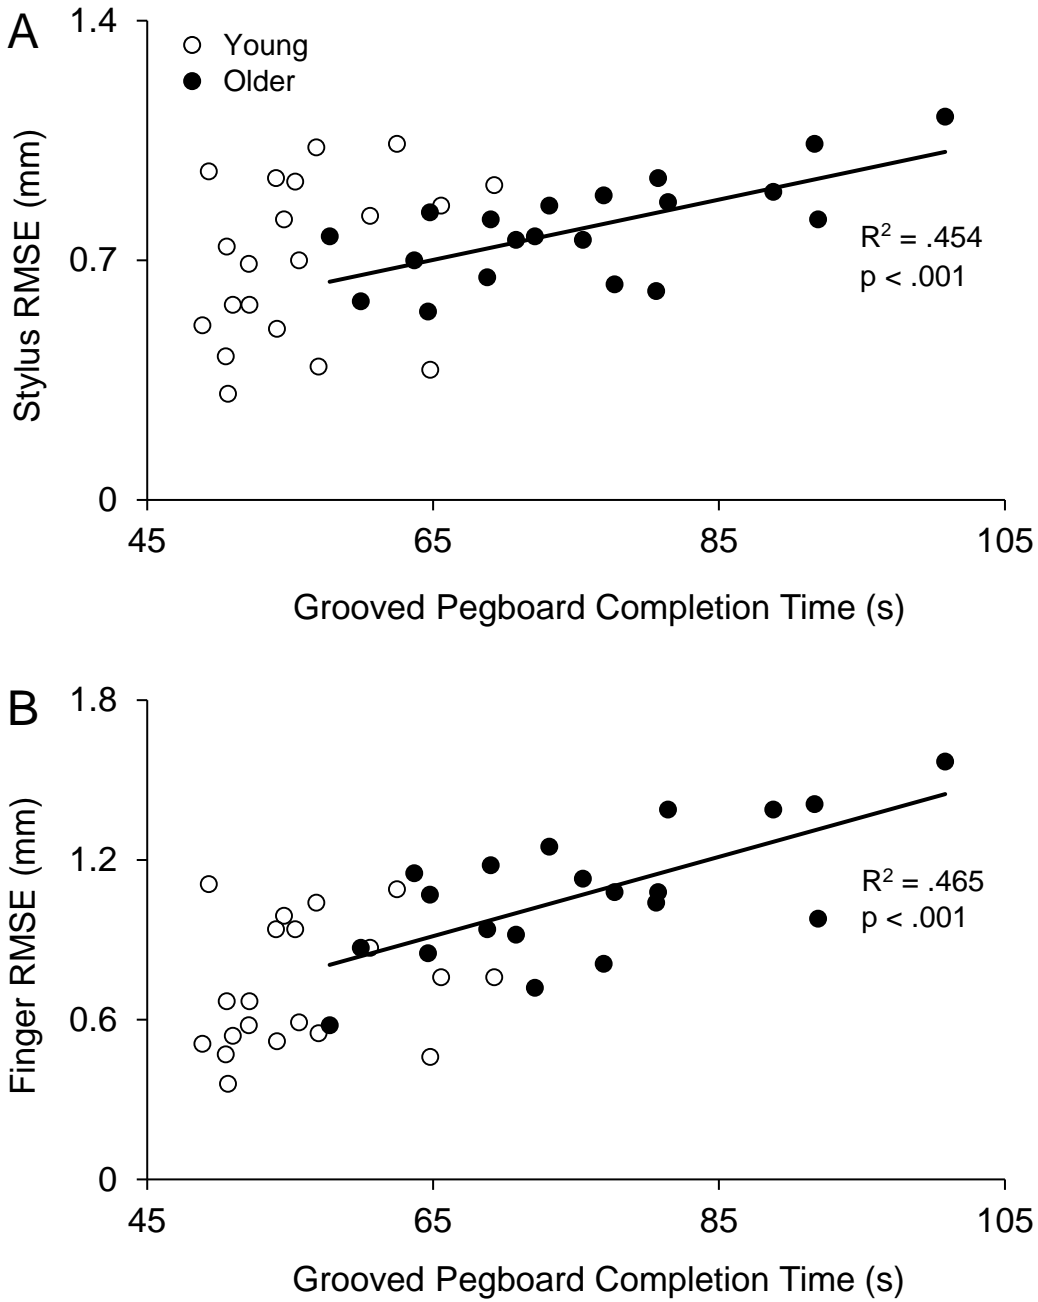 A
1.4
Young
Older
Stylus RMSE (mm)
0.7
R² = .454
p < .001
0
45 65 85 105
Grooved Pegboard Completion Time (s)
B
1.8
Finger RMSE (mm)
1.2
R² = .465
p < .001
0.6
0
45 65 85 105
Grooved Pegboard Completion Time (s)